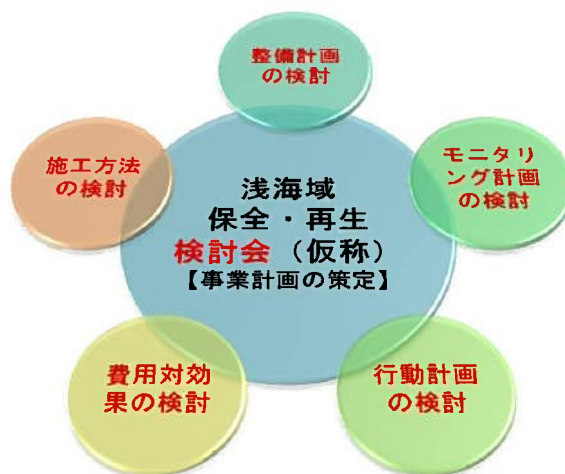 整備計画
の検討
施工方法
の検討
モニタリ
ング計画
の検討
浅海域
保全・再生
検討会（仮称）
【事業計画の策定】
費用対効
果の検討
行動計画
の検討